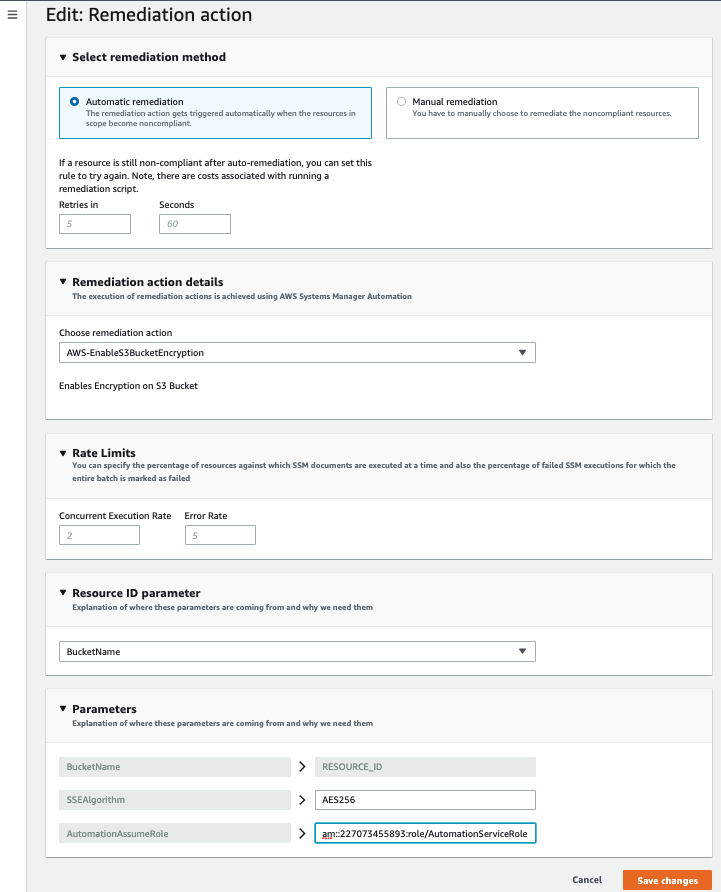 Edit: Remediation action
Select remediation method
Automatic remediation
The remediation action gets triggered automatically when the resources in
scope become noncompliant.
Manual remediation
You have to manually choose to remediate the noncompliant resources.
If a resource is still non-compliant after auto-remediation, you can set this
rule to try again. Note, there are costs associated with running a
remediation script.
Retries in Seconds
5 60
Remediation action details
The execution of remediation actions is achieved using AWS Systems Manager Automation
Choose remediation action
AWS-EnableS3BucketEncryption
Enables Encryption on S3 Bucket
Rate Limits
You can specify the percentage of resources against which SSM documents are executed at a time and also the percentage of failed SSM executions for which the
entire batch is marked as failed
Concurrent Execution Rate Error Rate
2 5
Resource ID parameter
Explanation of where these parameters are coming from and why we need them
BucketName
Parameters
Explanation of where these parameters are coming from and why we need them
BucketName RESOURCE_ID
SSEAlgorithm AES256
AutomationAssumeRole am::227073455893:role/AutomationServiceRole
Cancel Save changes